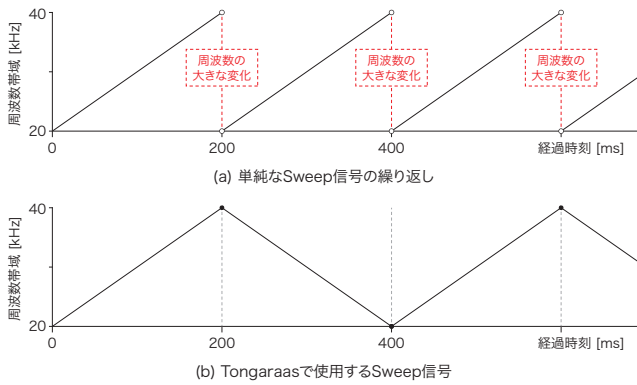 周波数帯域 [kHz]
40
20
周波数の
大きな変化
周波数の
大きな変化
周波数の
大きな変化
0
200
400
経過時刻 [ms]
(a) 単純なSweep信号の繰り返し
周波数帯域 [kHz]
40
20
0
200
400
経過時刻 [ms]
(b) Tongaraasで使用するSweep信号